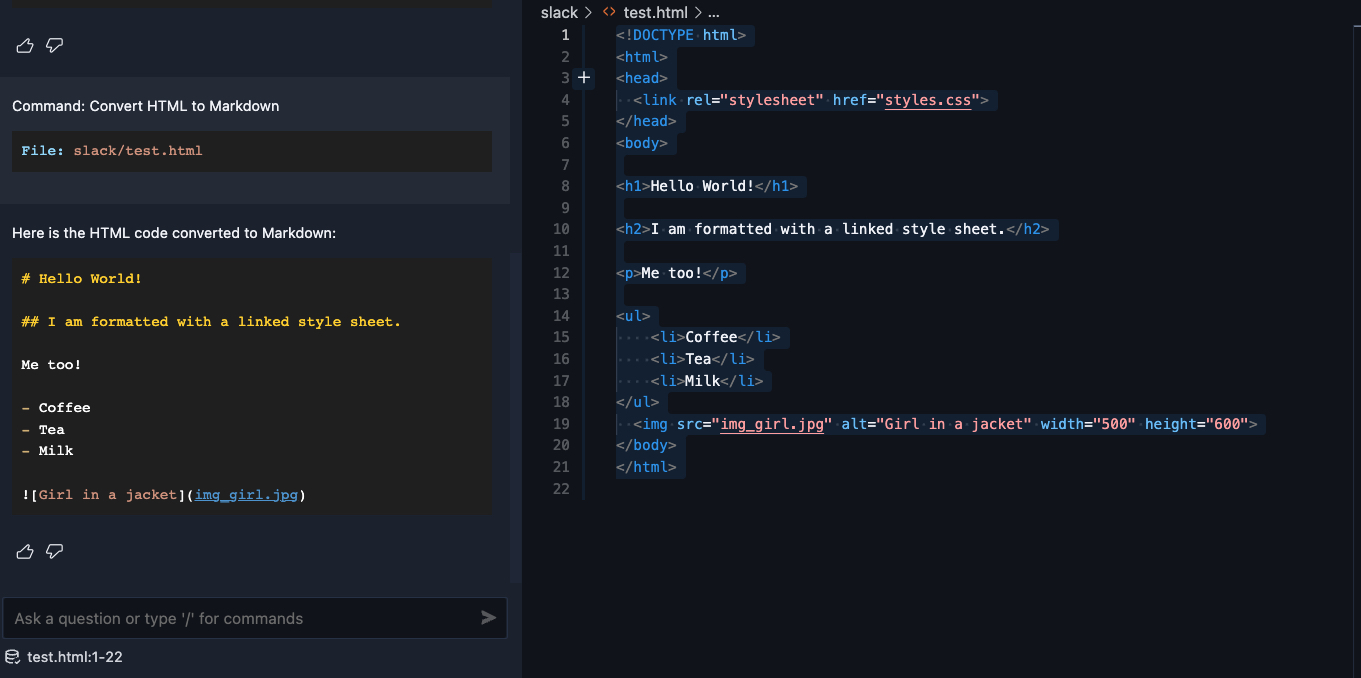 Command: Convert HTML to Markdown
File: slack/test.html
Here is the HTML code converted to Markdown:
# Hello World!
## I am formatted with a linked style sheet.
Me too!
- Coffee
- Tea
- Milk
![Girl in a jacket](img_girl.jpg)
Ask a question or type '/' for commands
test.html:1-22
slack > <> test.html > ...
1 <!DOCTYPE html>
2 <html>
3 + <head>
4 <link rel="stylesheet" href="styles.css">
5 </head>
6 <body>
7
8 <h1>Hello World!</h1>
9
10 <h2>I am formatted with a linked style sheet.</h2>
11
12 <p>Me too!</p>
13
14 <ul>
15 <li>Coffee</li>
16 <li>Tea</li>
17 <li>Milk</li>
18 </ul>
19 <img src="img_girl.jpg" alt="Girl in a jacket" width="500" height="600">
20 </body>
21 </html>
22